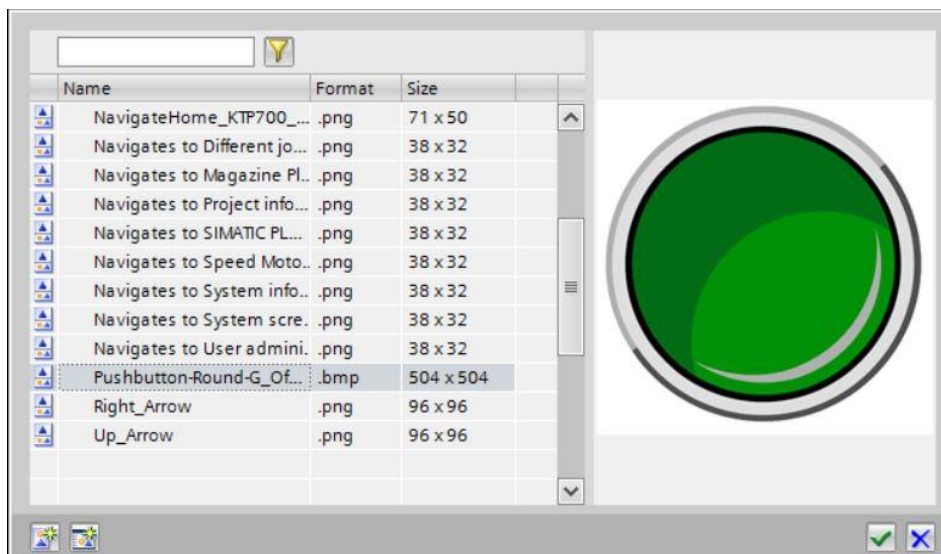 Name Format Size
NavigateHome_KTP700_... .png 71 x 50
Navigates to Different jo... .png 38 x 32
Navigates to Magazine Pl.. .png 38 x 32
Navigates to Project info... .png 38 x 32
Navigates to SIMATIC PL... .png 38 x 32
Navigates to Speed Moto.. .png 38 x 32
Navigates to System info.. .png 38 x 32
Navigates to System scre. .png 38 x 32
Navigates to User admini. .png 38 x 32
Pushbutton-Round-G_Of... .bmp 504 x 504
Right_Arrow .png 96 x 96
Up_Arrow .png 96 x 96